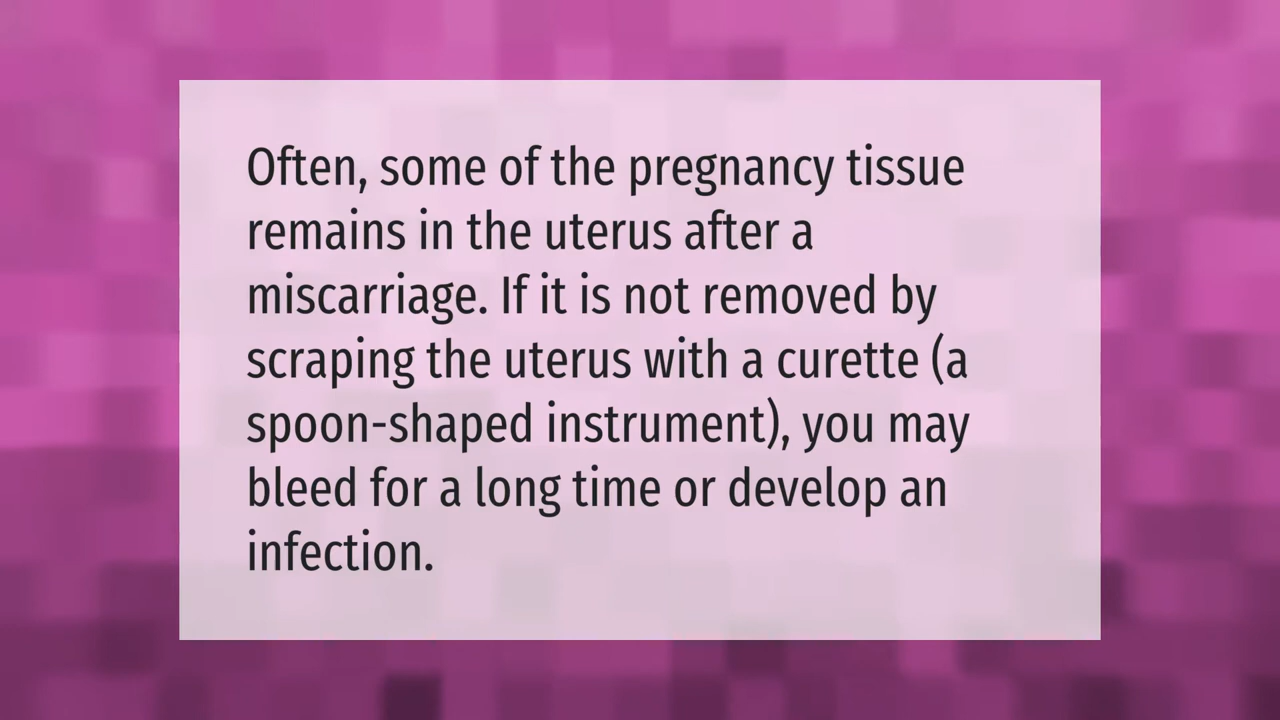 Often, some of the pregnancy tissue
remains in the uterus after a
miscarriage. If it is not removed by
scraping the uterus with a curette (a
spoon-shaped instrument), you may
bleed for a long time or develop an
infection.